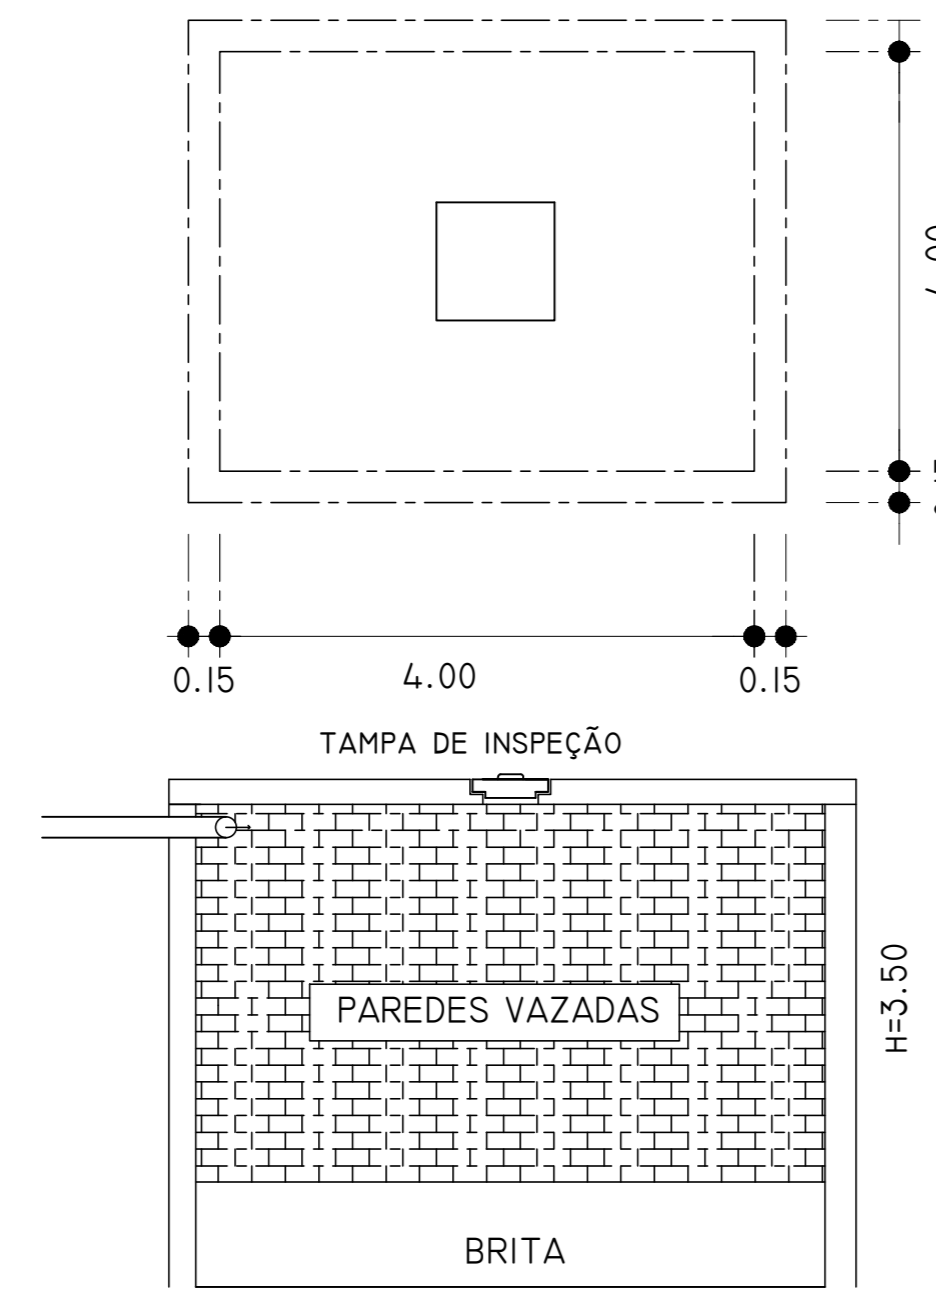 0.15
4.00
0.15
TAMPA DE INSPEÇÃO
PAREDES VAZADAS
H=3.50
BRITA